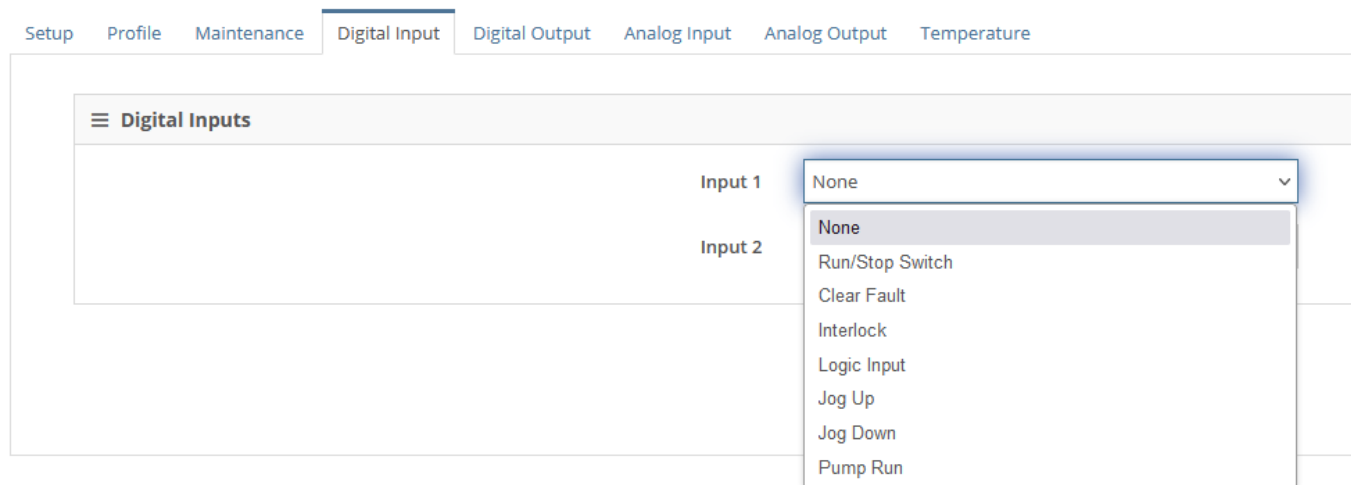 Setup Profile Maintenance Digital Input Digital Output Analog Input Analog Output Temperature
Digital Inputs
Input 1 None
None
Input 2
Run/Stop Switch
Clear Fault
Interlock
Logic Input
Jog Up
Jog Down
Pump Run